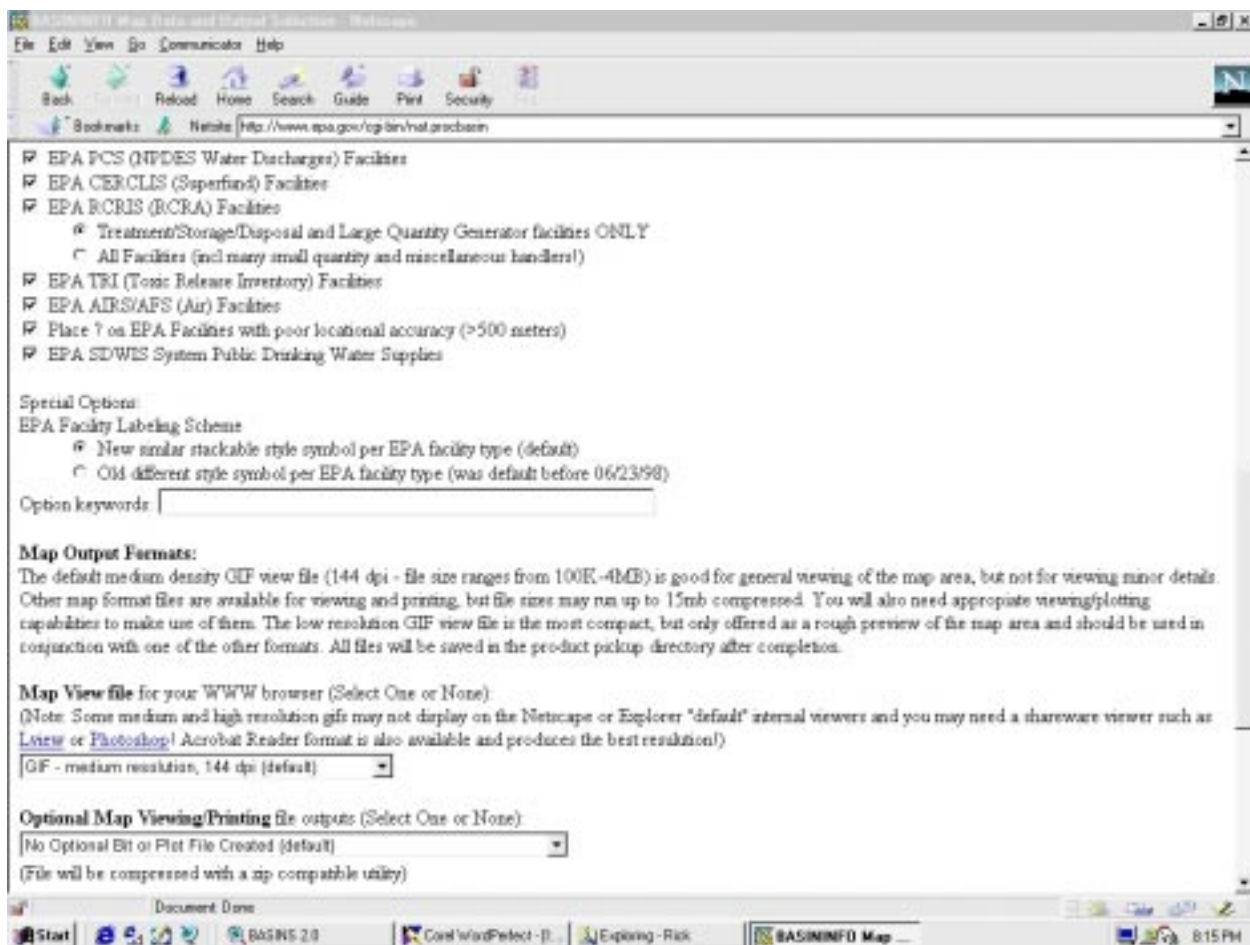 BASININFO Map Data and Output Selection - Netscape
File Edit View Go Communicator Help
Back Reload Home Search Guide Print Security
N
Bookmarks Netsite: http://www.epa.gov/cgi-bin/nat.procbasin
EPA PCS (NPDES Water Discharges) Facilities
EPA CERCLIS (Superfund) Facilities
EPA RCRIS (RCRA) Facilities
Treatment/Storage/Disposal and Large Quantity Generator facilities ONLY
All Facilities (incl many small quantity and miscellaneous handlers!)
EPA TRI (Toxic Release Inventory) Facilities
EPA AIRS/AFS (Air) Facilities
Place ? on EPA Facilities with poor locational accuracy (>500 meters)
EPA SDWIS System Public Drinking Water Supplies
Special Options:
EPA Facility Labeling Scheme
New similar stackable style symbol per EPA facility type (default)
Old different style symbol per EPA facility type (was default before 06/23/98)
Option keywords:
Map Output Formats:
The default medium density GIF view file (144 dpi - file size ranges from 100K-4MB) is good for general viewing of the map area, but not for viewing minor details.
Other map format files are available for viewing and printing, but file sizes may run up to 15mb compressed. You will also need appropiate viewing/plotting
capabilities to make use of them. The low resolution GIF view file is the most compact, but only offered as a rough preview of the map area and should be used in
conjunction with one of the other formats. All files will be saved in the product pickup directory after completion.
Map View file for your WWW browser (Select One or None):
(Note: Some medium and high resolution gifs may not display on the Netscape or Explorer "default" internal viewers and you may need a shareware viewer such as
Lview or Photoshop! Acrobat Reader format is also available and produces the best resolution!)
GIF - medium resolution, 144 dpi (default)
Optional Map Viewing/Printing file outputs (Select One or None):
No Optional Bit or Plot File Created (default)
(File will be compressed with a zip compatible utility)
Document: Done
Start BASINS 2.0 Corel WordPerfect - [... Exploring - Rick BASININFO Map ... 8:15 PM